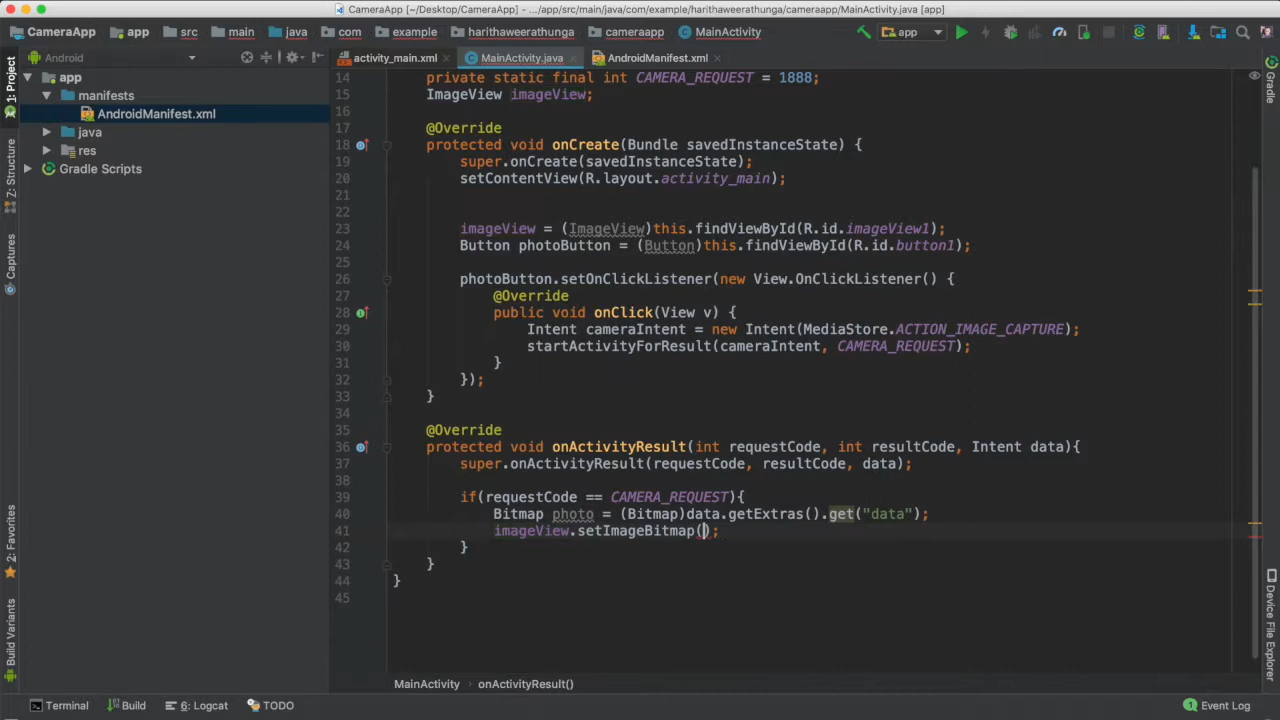 CameraApp [~/Desktop/CameraApp] - .../app/src/main/java/com/example/harithaweerathunga/cameraapp/MainActivity.java [app]
CameraApp app src main java com example harithaweerathunga cameraapp MainActivity app
1: Project
Z: Structure
Captures
2: Favorites
Build Variants
Android
app
manifests
AndroidManifest.xml
java
res
Gradle Scripts
activity_main.xml MainActivity.java AndroidManifest.xml
14 private static final int CAMERA_REQUEST = 1888;
15 ImageView imageView;
16
17 @Override
18 protected void onCreate(Bundle savedInstanceState) {
19 super.onCreate(savedInstanceState);
20 setContentView(R.layout.activity_main);
21
22
23 imageView = (ImageView)this.findViewById(R.id.imageView1);
24 Button photoButton = (Button)this.findViewById(R.id.button1);
25
26 photoButton.setOnClickListener(new View.OnClickListener() {
27 @Override
28 public void onClick(View v) {
29 Intent cameraIntent = new Intent(MediaStore.ACTION_IMAGE_CAPTURE);
30 startActivityForResult(cameraIntent, CAMERA_REQUEST);
31 }
32 });
33 }
34
35 @Override
36 protected void onActivityResult(int requestCode, int resultCode, Intent data){
37 super.onActivityResult(requestCode, resultCode, data);
38
39 if(requestCode == CAMERA_REQUEST){
40 Bitmap photo = (Bitmap)data.getExtras().get("data");
41 imageView.setImageBitmap();
42 }
43 }
44 }
45
MainActivity onActivityResult()
Gradle
Device File Explorer
Terminal Build 6: Logcat TODO 1 Event Log